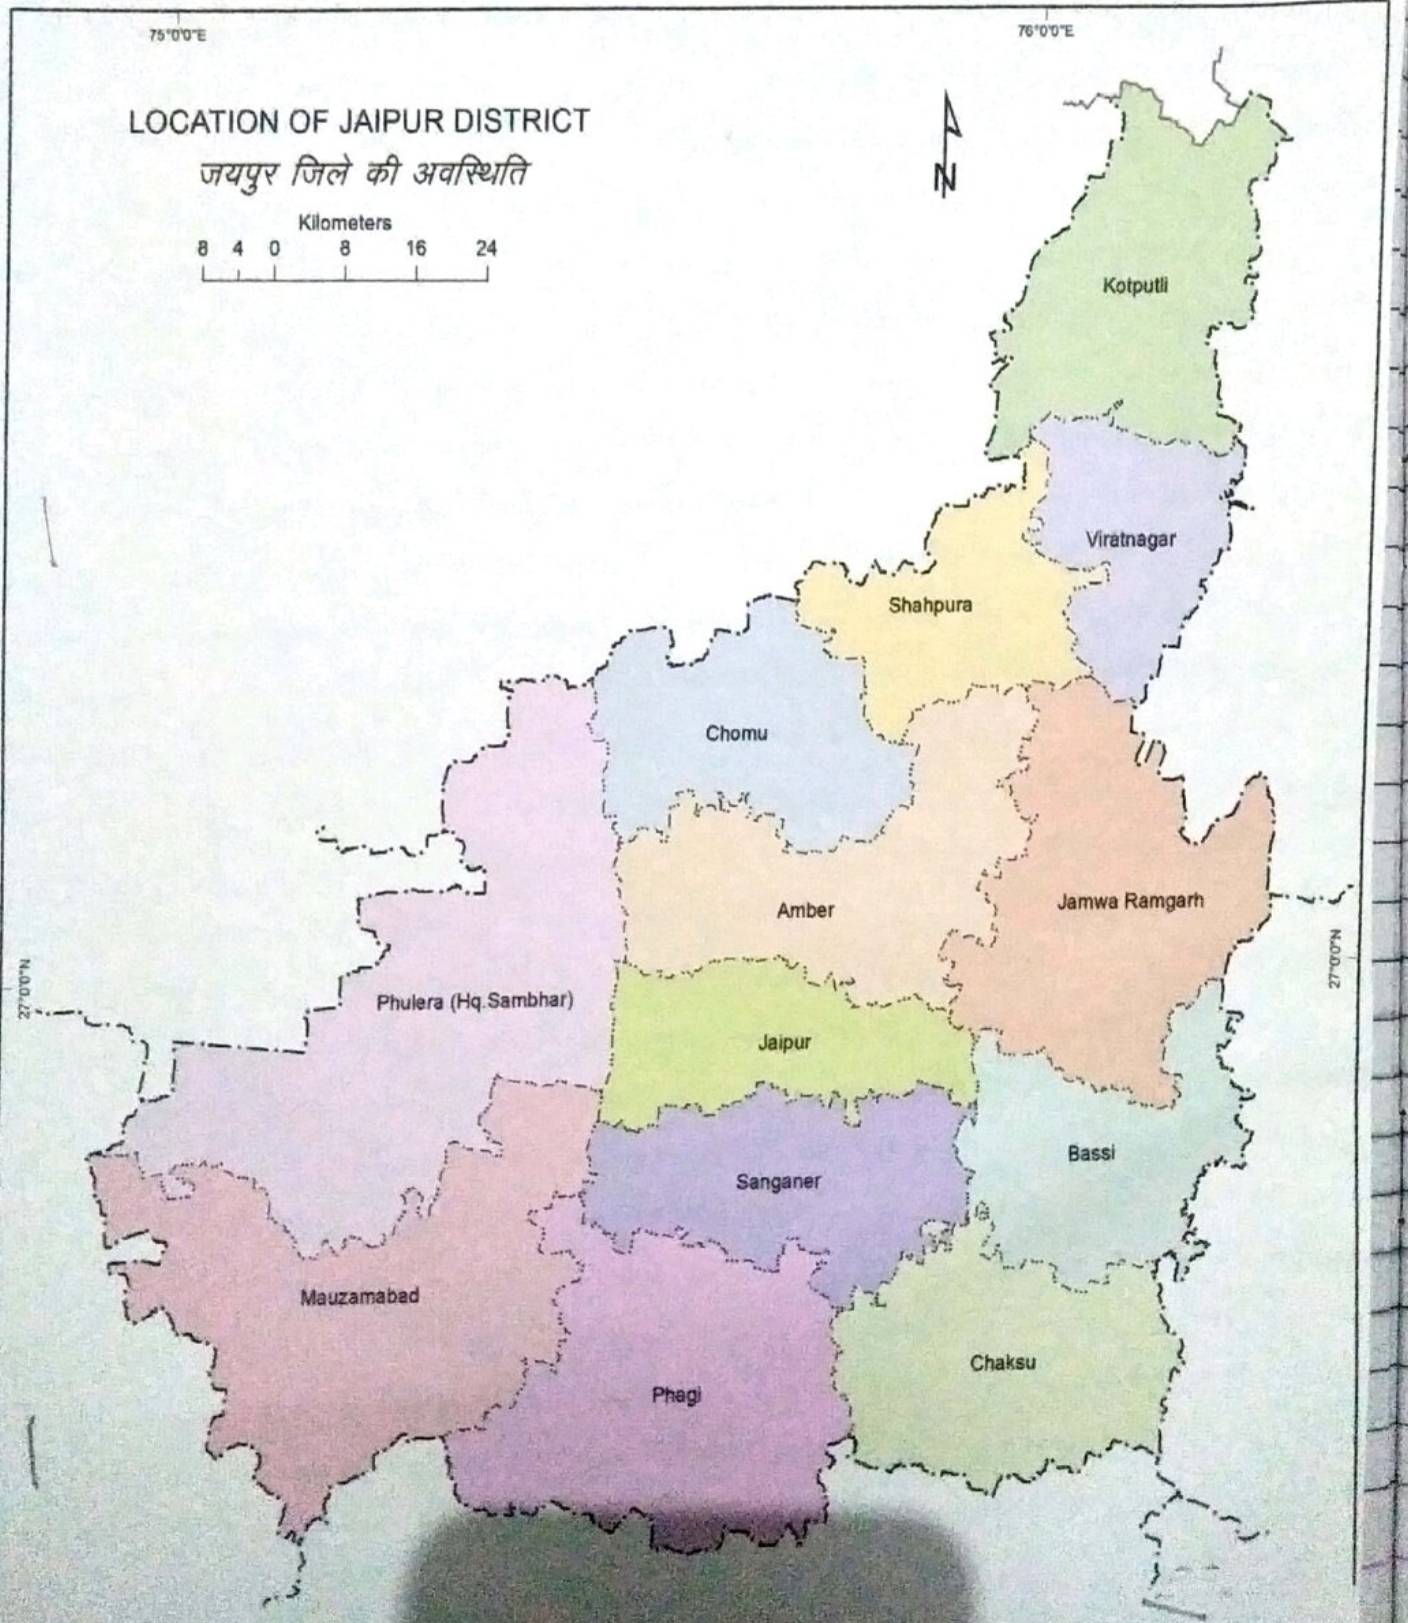 75°0'0"E
76°0'0"E
LOCATION OF JAIPUR DISTRICT
जयपुर जिले की अवस्थिति
Kilometers
8 4 0 8 16 24
N
Kotputli
Viratnagar
Shahpura
Chomu
Amber
Jamwa Ramgarh
27°0'0"N
27°0'0"N
Phulera (Hq.Sambhar)
Jaipur
Bassi
Sanganer
Mauzamabad
Chaksu
Phagi